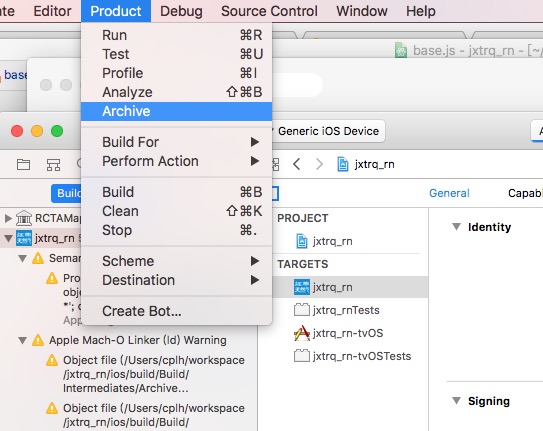 Editor Product Debug Source Control Window Help
Run ⌘R
Test ⌘U
Profile ⌘I
Analyze ⇧⌘B
Archive
Build For ▶
Perform Action ▶
Build ⌘B
Clean ⇧⌘K
Stop ⌘.
Scheme ▶
Destination ▶
Create Bot...
base.js - jxtrq_rn - [~/
base
Generic iOS Device
jxtrq_rn
Build
General Capab
RCTAMap
jxtrq_rn
Seman
Pro
obje
*'; c
App
Apple Mach-O Linker (ld) Warning
Object file (/Users/cplh/workspace
/jxtrq_rn/ios/build/Build/
Intermediates/Archive...
Object file (/Users/cplh/workspace
/jxtrq_rn/ios/build/Build/
PROJECT
jxtrq_rn
TARGETS
jxtrq_rn
jxtrq_rnTests
jxtrq_rn-tvOS
jxtrq_rn-tvOSTests
▼ Identity
▼ Signing